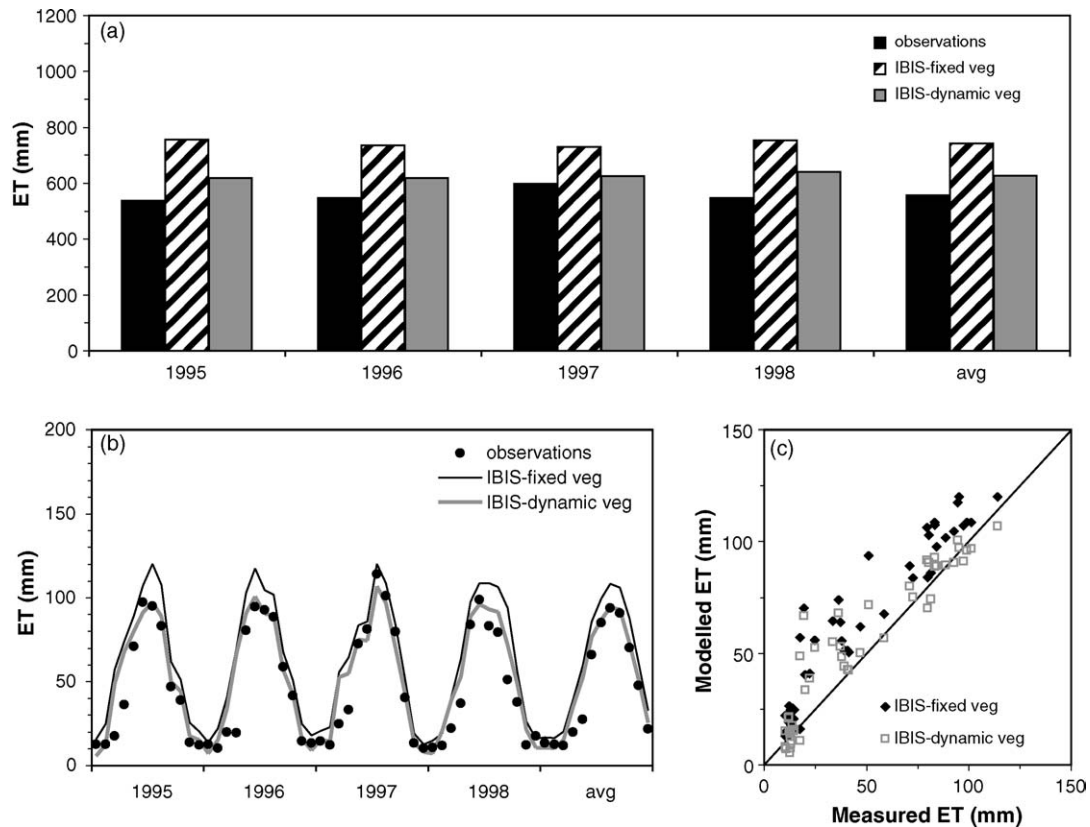 (a)
ET (mm)
1200
1000
800
600
400
200
0
observations
IBIS-fixed veg
IBIS-dynamic veg
1995 1996 1997 1998 avg
(b)
ET (mm)
200
150
100
50
0
observations
IBIS-fixed veg
IBIS-dynamic veg
1995 1996 1997 1998 avg
(c)
Modelled ET (mm)
150
100
50
0
IBIS-fixed veg
IBIS-dynamic veg
0 50 100 150
Measured ET (mm)